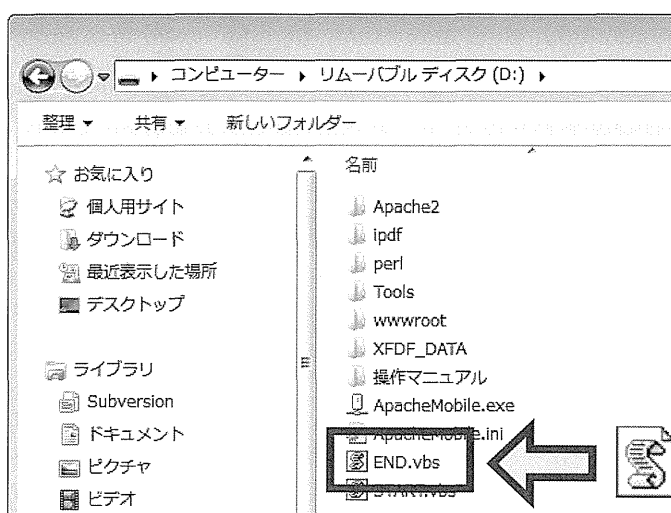 コンピューター ▸ リムーバブル ディスク (D:) ▸
整理 ▼ 共有 ▼ 新しいフォルダー
お気に入り
個人用サイト
ダウンロード
最近表示した場所
デスクトップ
ライブラリ
Subversion
ドキュメント
ピクチャ
ビデオ
名前
Apache2
ipdf
perl
Tools
wwwroot
XFDF_DATA
操作マニュアル
ApacheMobile.exe
ApacheMobile.ini
END.vbs
START.vbs